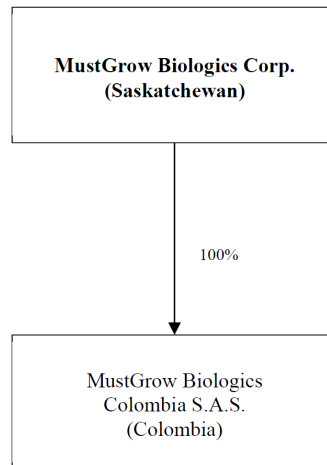 MustGrow Biologics Corp.
(Saskatchewan)
100%
MustGrow Biologics
Colombia S.A.S.
(Colombia)